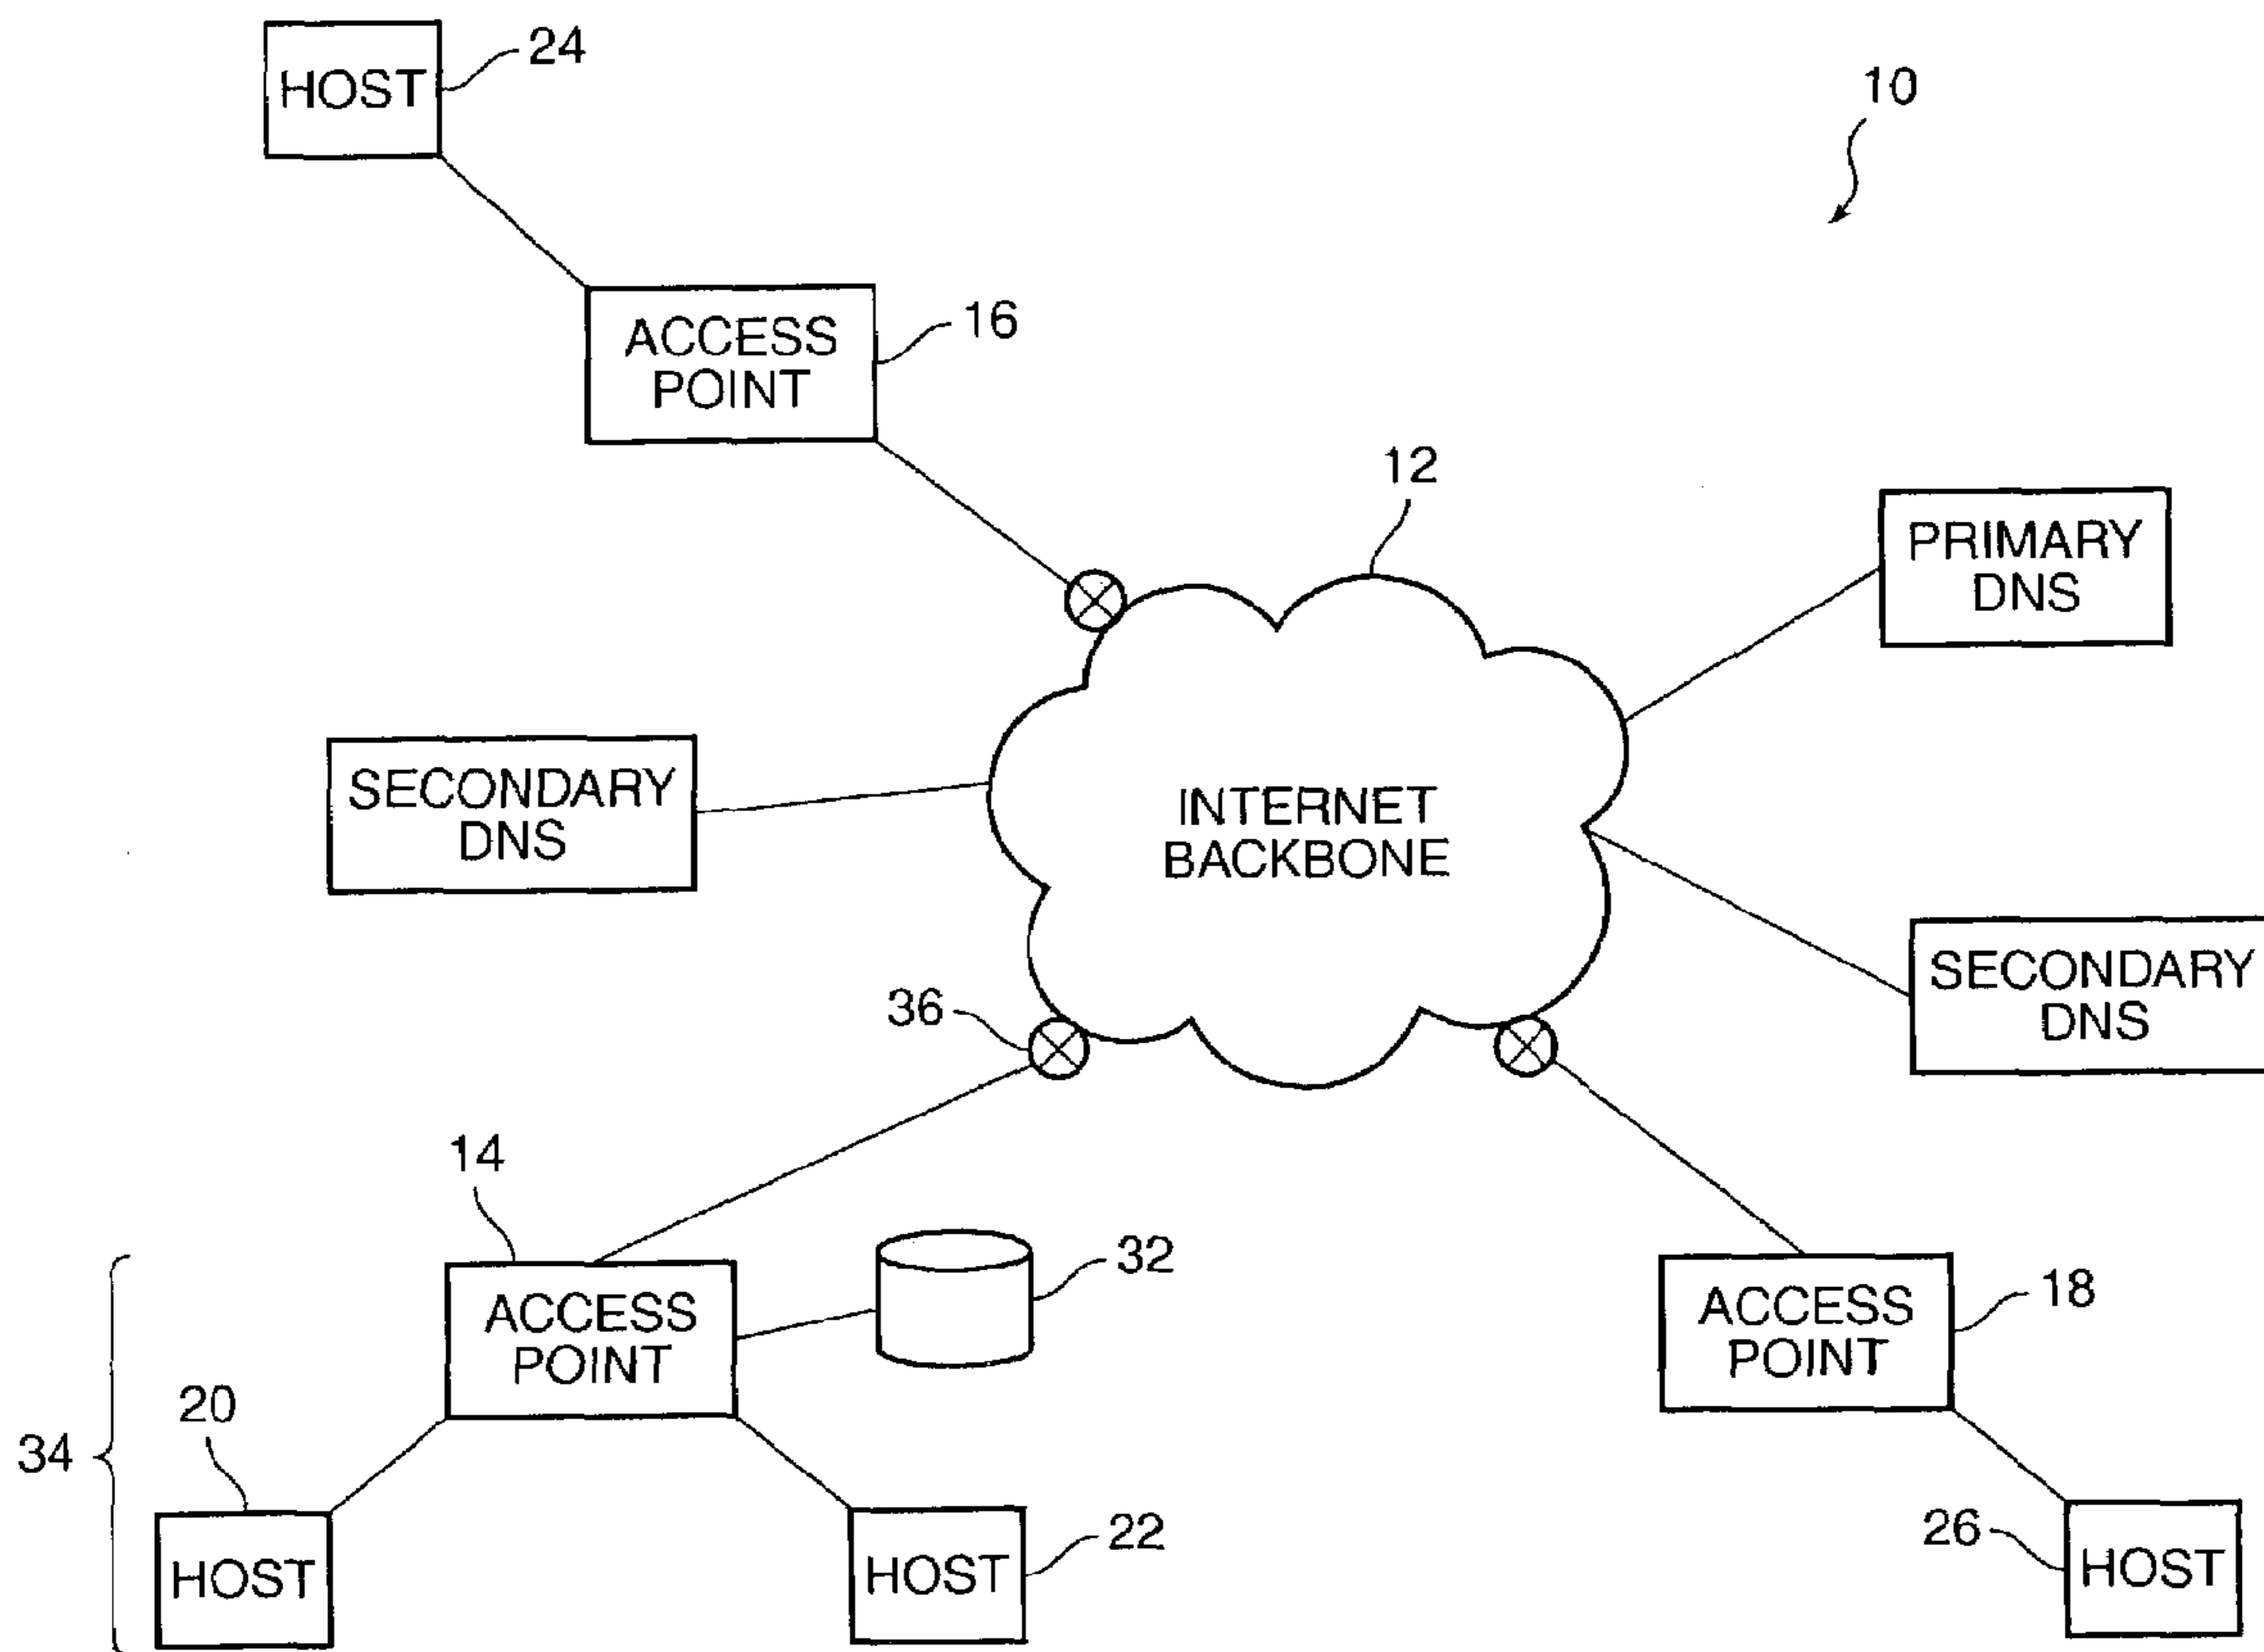 HOST
24
10
ACCESS
POINT
16
12
PRIMARY
DNS
SECONDARY
DNS
INTERNET
BACKBONE
SECONDARY
DNS
36
14
ACCESS
POINT
32
ACCESS
POINT
18
20
34
HOST
HOST
22
26
HOST